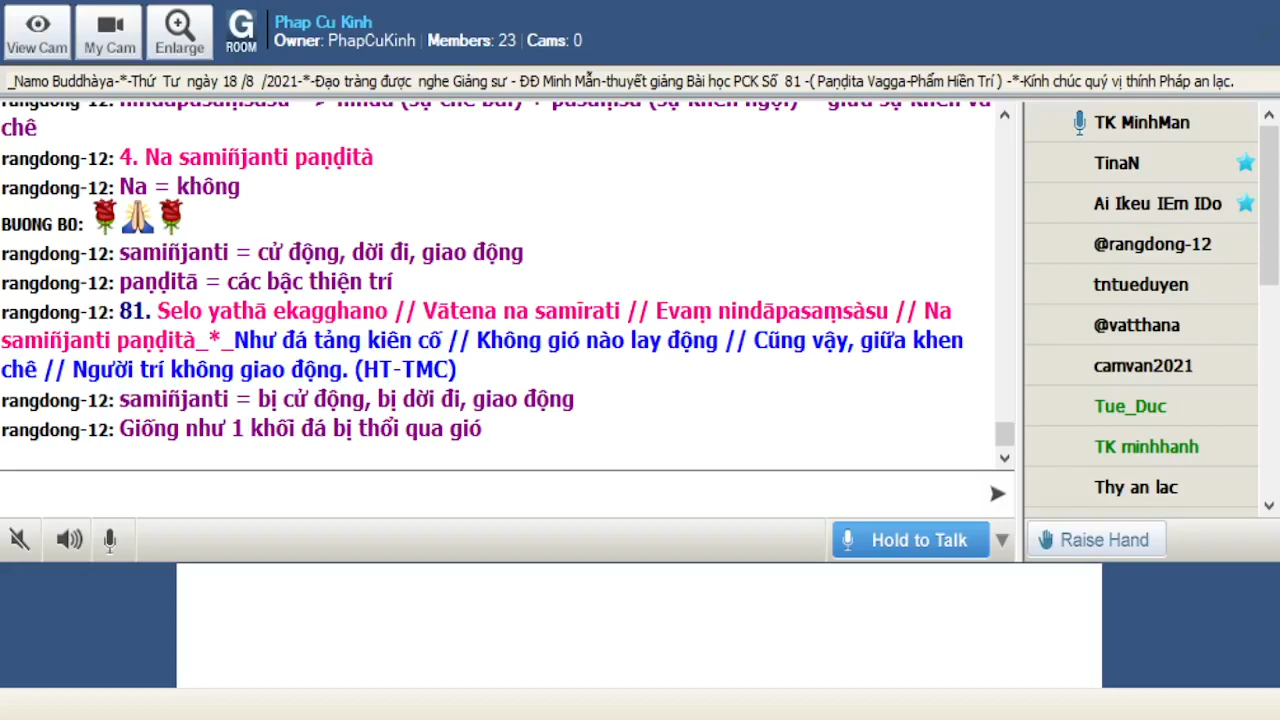 View Cam
My Cam
Enlarge
G
ROOM
Phap Cu Kinh
Owner: PhapCuKinh | Members: 23 | Cams: 0
_Namo Buddhàya-*-Thứ Tư ngày 18 /8 /2021-*-Đạo tràng được nghe Giảng sư - ĐĐ Minh Mẫn-thuyết giảng Bài học PCK Số 81 -( Paṇḍita Vagga-Phẩm Hiền Trí ) -*-Kính chúc quý vị thính Pháp an lạc.
chê
rangdong-12: 4. Na samiñjanti paṇḍità
rangdong-12: Na = không
BUONG BO:
rangdong-12: samiñjanti = cử động, dời đi, giao động
rangdong-12: paṇḍitā = các bậc thiện trí
rangdong-12: 81. Selo yathā ekagghano // Vātena na samīrati // Evaṃ nindāpasaṃsàsu // Na
samiñjanti paṇḍità_*_Như đá tảng kiên cố // Không gió nào lay động // Cũng vậy, giữa khen
chê // Người trí không giao động. (HT-TMC)
rangdong-12: samiñjanti = bị cử động, bị dời đi, giao động
rangdong-12: Giống như 1 khối đá bị thổi qua gió
TK MinhMan
TinaN
Ai Ikeu IEm IDo
@rangdong-12
tntueduyen
@vatthana
camvan2021
Tue_Duc
TK minhhanh
Thy an lac
Hold to Talk
Raise Hand